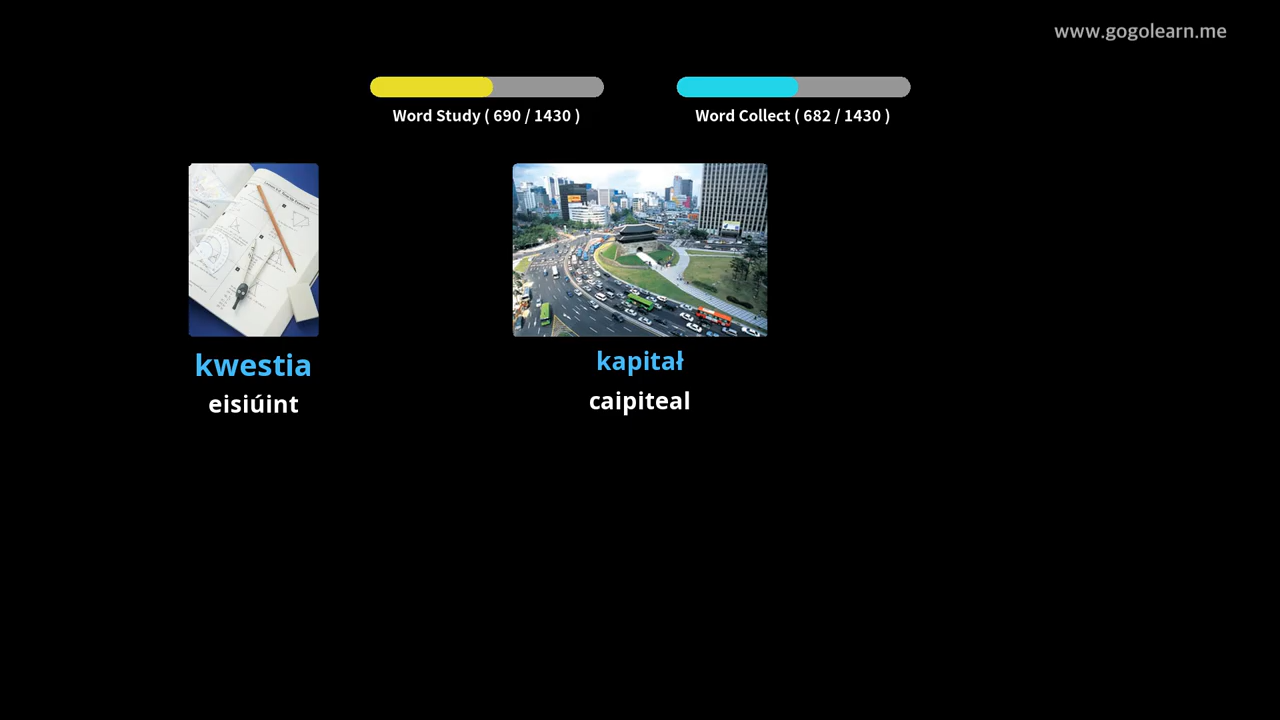 www.gogolearn.me
Word Study ( 690 / 1430 )
Word Collect ( 682 / 1430 )
kwestia
eisiúint
kapitał
caipiteal